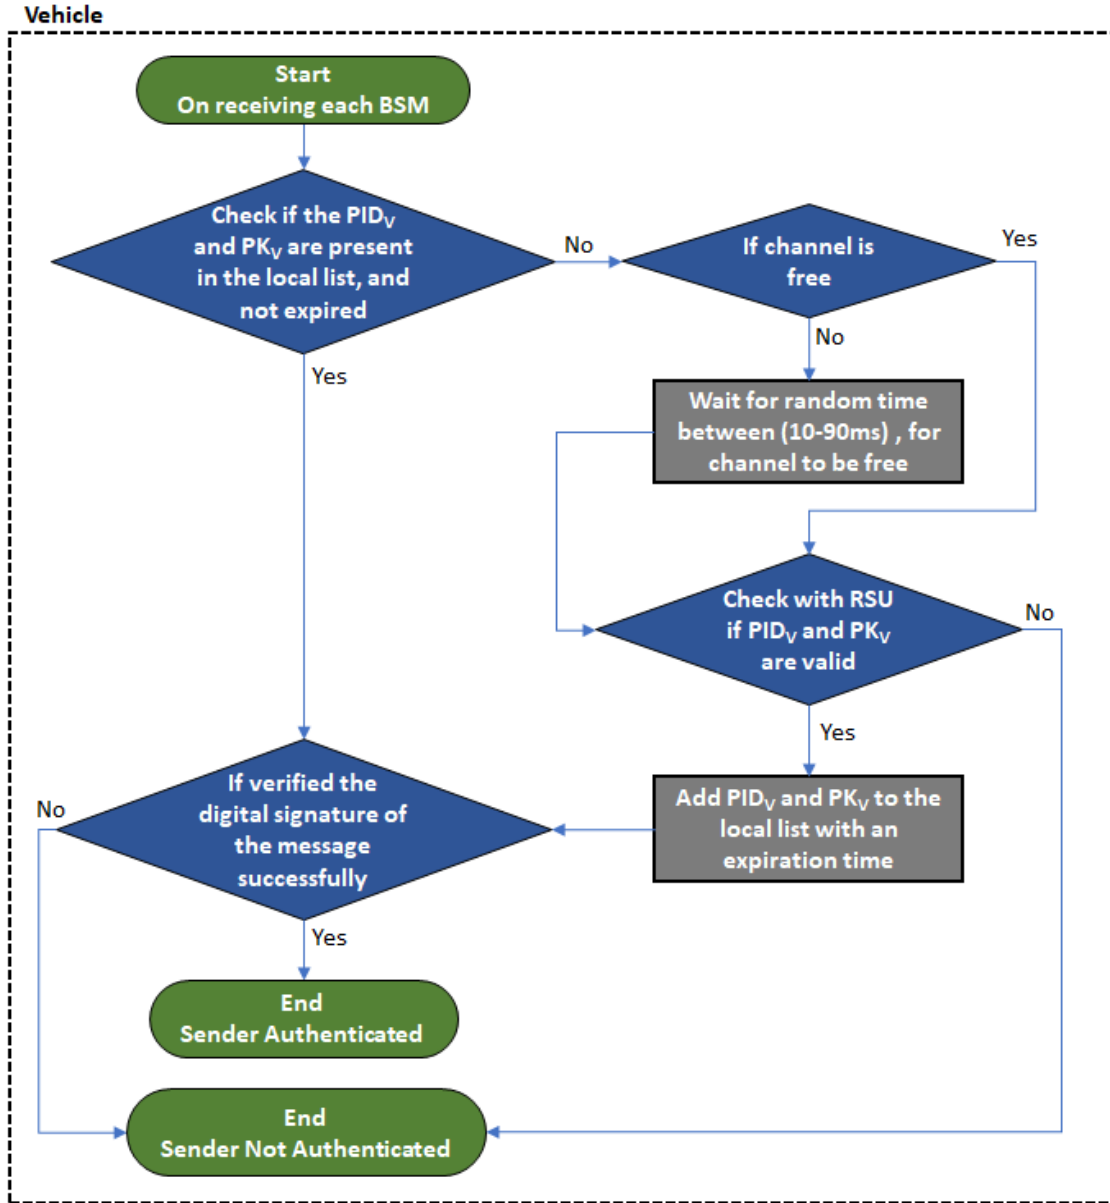 Vehicle
Start
On receiving each BSM
Check if the PIDV
and PKV are present
in the local list, and
not expired
No
If channel is
free
Yes
No
Yes
Wait for random time
between (10-90ms) , for
channel to be free
Check with RSU
if PIDV and PKV
are valid
No
Yes
If verified the
digital signature of
the message
successfully
No
Add PIDV and PKV to the
local list with an
expiration time
Yes
End
Sender Authenticated
End
Sender Not Authenticated